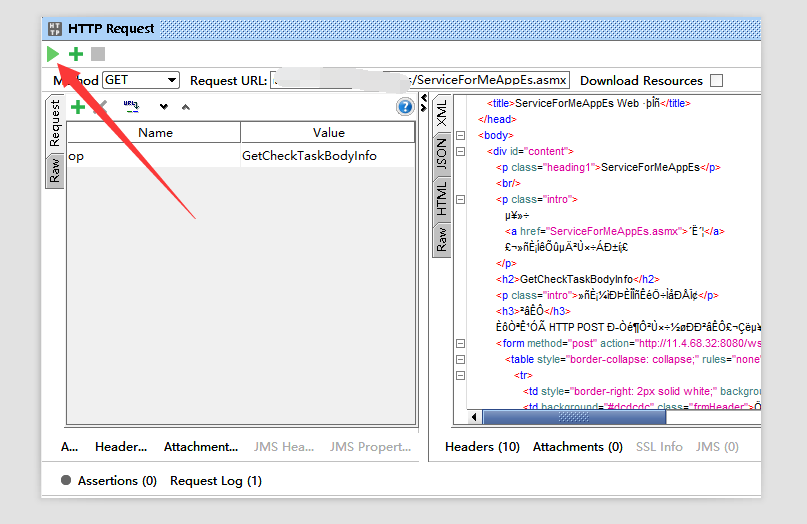 HTTP Request
Method GET Request URL: s/ServiceForMeAppEs.asmx Download Resources
Request
Raw
Name Value
op GetCheckTaskBodyInfo
XML
JSON
HTML
Raw
<title>ServiceForMeAppEs Web ·þÎñ</title>
</head>
<body>
<div id="content">
<p class="heading1">ServiceForMeAppEs</p>
<br/>
<p class="intro">
µ¥»÷
<a href="ServiceForMeAppEs.asmx">´Ë´¦</a>
£¬»ñÈ¡ÍêÕûµÄ²Ù×÷ÁÐ±í¡£
</p>
<h2>GetCheckTaskBodyInfo</h2>
<p class="intro">»ñÈ¡¼ìÐÞÈÎÎñÊéÖ÷ÌåÐÅÏ¢</p>
<h3>²âÊÔ</h3>
ÈôÒªÊ¹ÓÃ HTTP POST Ð­Òé¶Ô²Ù×÷½øÐÐ²âÊÔ£¬Çëµ¥
<form method="post" action="http://11.4.68.32:8080/ws
<table style="border-collapse: collapse;" rules="none"
<tr>
<td style="border-right: 2px solid white;" backgro
<td background="#dcdcdc" class="frmHeader">
A... Header... Attachment... JMS Hea... JMS Propert...
Headers (10) Attachments (0) SSL Info JMS (0)
Assertions (0) Request Log (1)